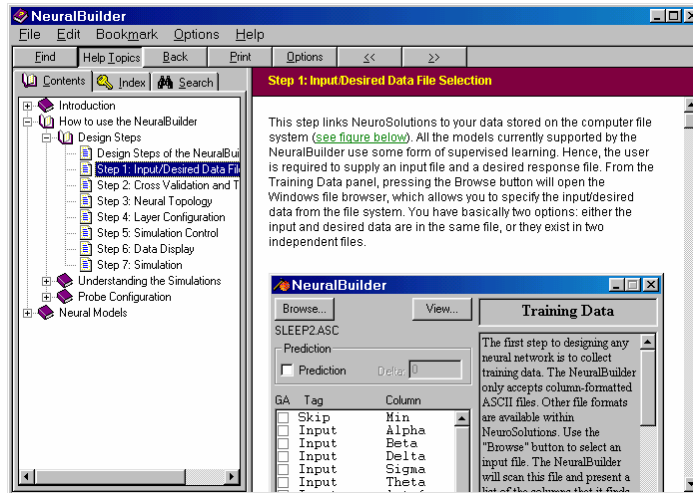 NeuralBuilder
File Edit Bookmark Options Help
Find Help Topics Back Print Options << >>
Contents Index Search
Introduction
How to use the NeuralBuilder
Design Steps
Design Steps of the NeuralBui
Step 1: Input/Desired Data Fil
Step 2: Cross Validation and T
Step 3: Neural Topology
Step 4: Layer Configuration
Step 5: Simulation Control
Step 6: Data Display
Step 7: Simulation
Understanding the Simulations
Probe Configuration
Neural Models
Step 1: Input/Desired Data File Selection
This step links NeuroSolutions to your data stored on the computer file
system (see figure below). All the models currently supported by the
NeuralBuilder use some form of supervised learning. Hence, the user
is required to supply an input file and a desired response file. From the
Training Data panel, pressing the Browse button will open the
Windows file browser, which allows you to specify the input/desired
data from the file system. You have basically two options: either the
input and desired data are in the same file, or they exist in two
independent files.
NeuralBuilder
Browse... View...
SLEEP2.ASC
Prediction
Prediction Delta: 0
GA Tag Column
Skip Min
Input Alpha
Input Beta
Input Delta
Input Sigma
Input Theta
Training Data
The first step to designing any
neural network is to collect
training data. The NeuralBuilder
only accepts column-formatted
ASCII files. Other file formats
are available within
NeuroSolutions. Use the
"Browse" button to select an
input file. The NeuralBuilder
will scan this file and present a
list of the columns that it finds